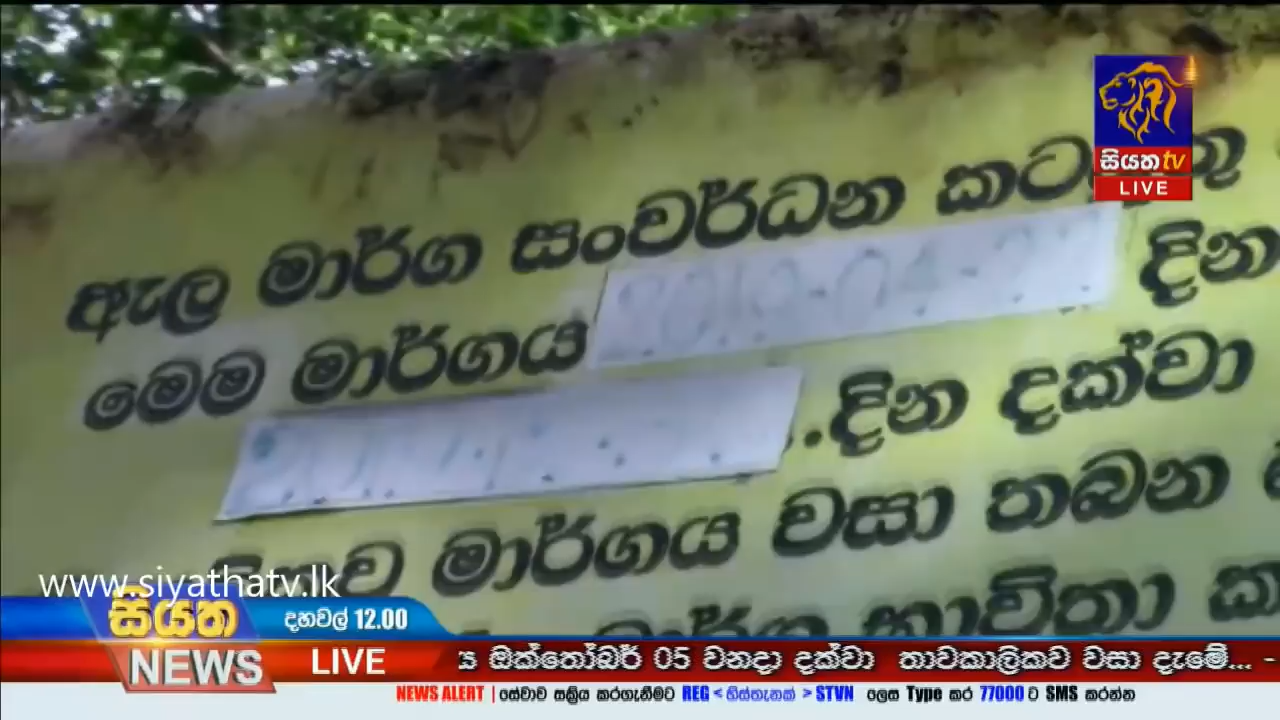 සියත tv
LIVE
ඇල මාර්ග සංවර්ධන
මෙම මාර්ගය 2019-04- දින
..දින දක්වා
මාර්ගය වසා තබන
භාවිතා
www.siyathatv.lk
සියත දහවල් 12.00
NEWS LIVE ය ඔක්තෝබර් 05 වනදා දක්වා තාවකාලිකව වසා දැමේ... -
NEWS ALERT | සේවාව සක්‍රිය කරගැනීමට REG < හිස්තැනක් > STVN ලෙස Type කර 77000 ට SMS කරන්න